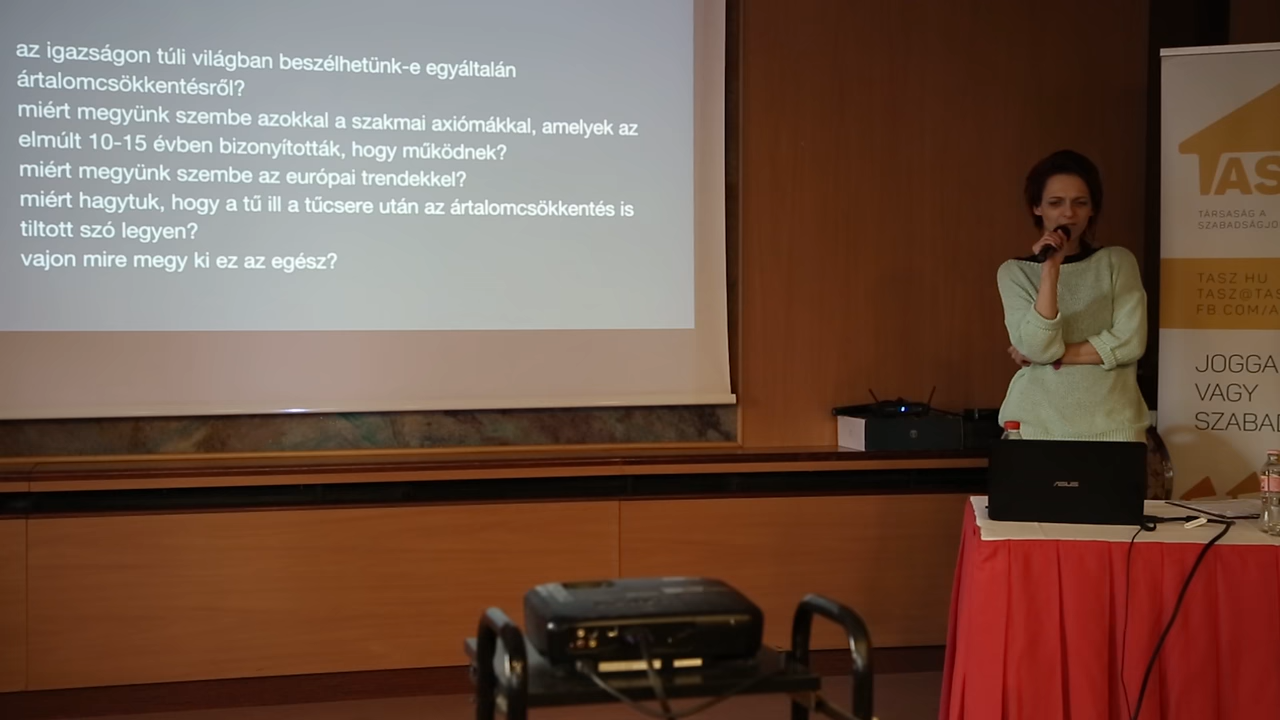 az igazságon túli világban beszélhetünk-e egyáltalán
ártalomcsökkentésről?
miért megyünk szembe azokkal a szakmai axiómákkal, amelyek az
elmúlt 10-15 évben bizonyították, hogy működnek?
miért megyünk szembe az európai trendekkel?
miért hagytuk, hogy a tű ill a tűcsere után az ártalomcsökkentés is
tiltott szó legyen?
vajon mire megy ki ez az egész?
TAS
TÁRSASÁG A
SZABADSÁGJO
TASZ.HU
TASZ@TAS
FB.COM/A
JOGGA
VAGY
SZABAD
ASUS